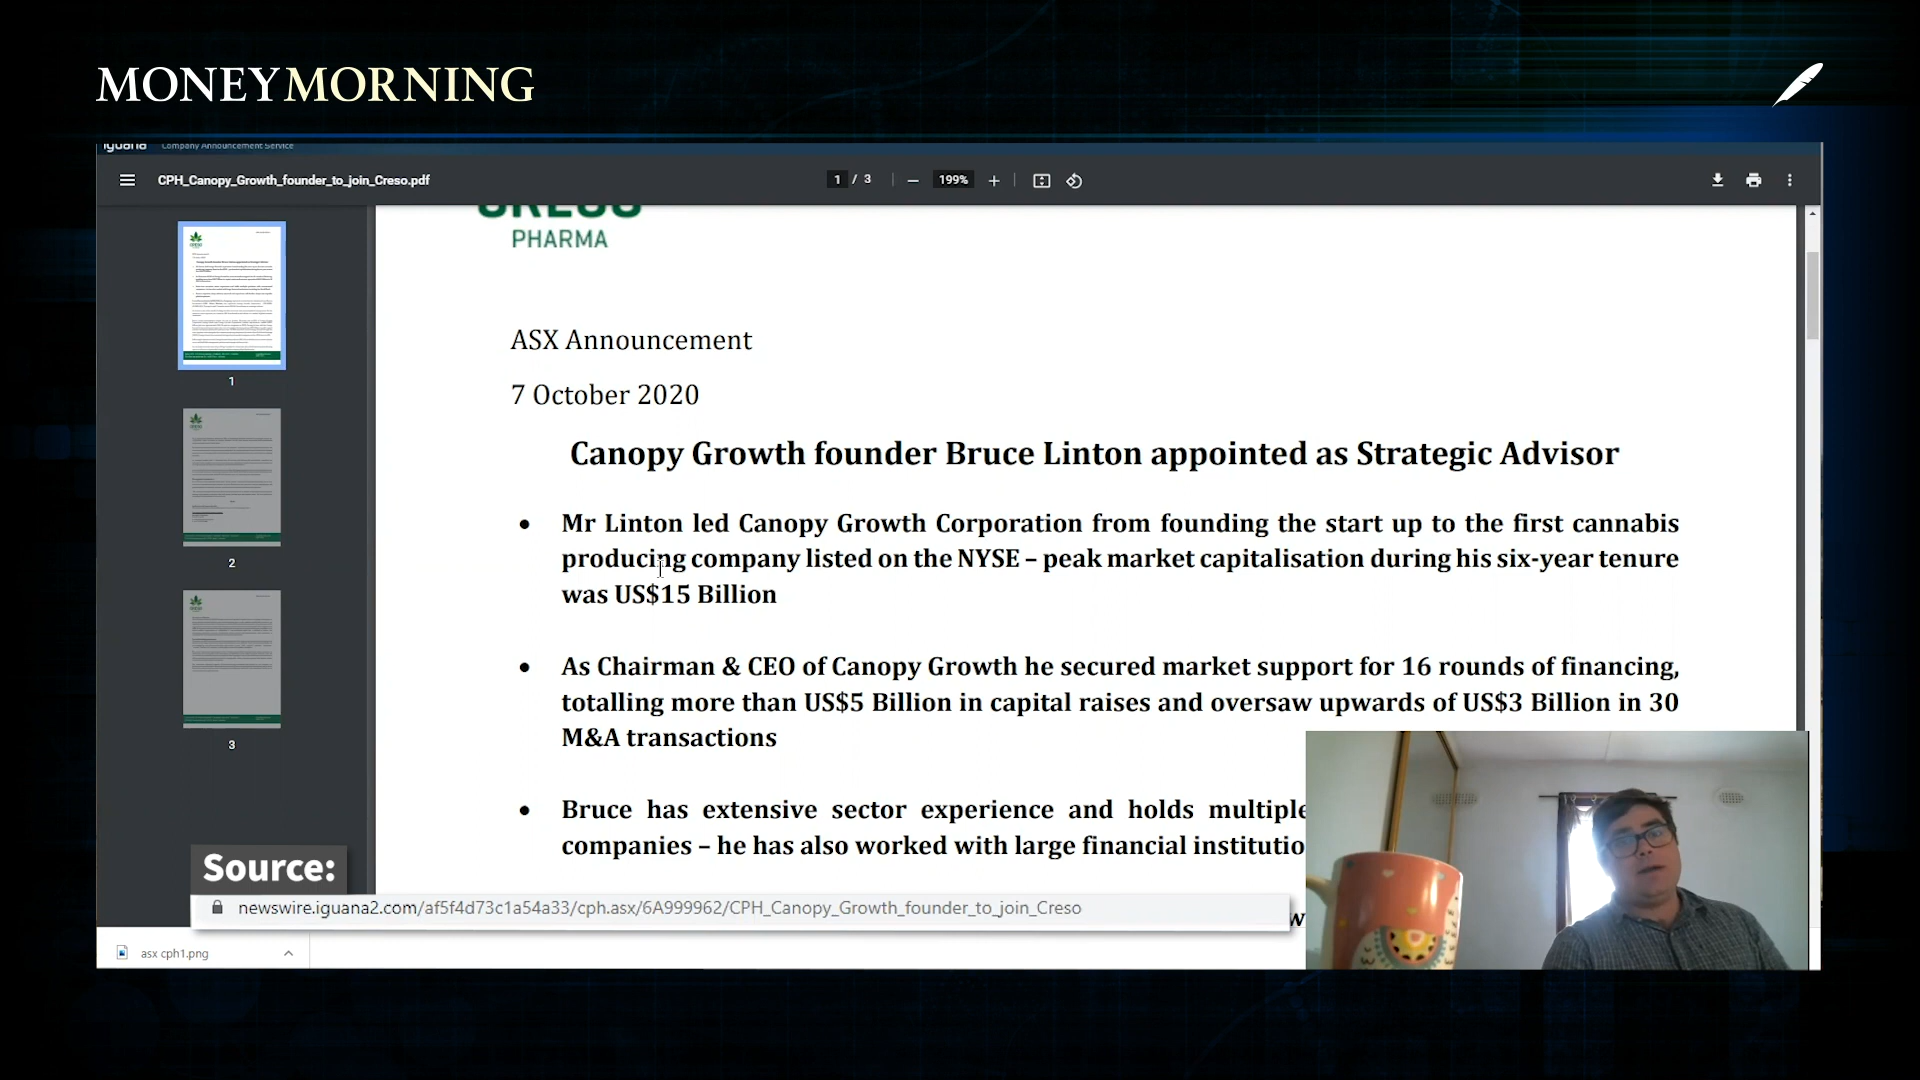 MONEYMORNING
iguana Company Announcement Service
CPH_Canopy_Growth_founder_to_join_Creso.pdf
1 / 3
199%
CRESO
PHARMA
ASX Announcement
7 October 2020
Canopy Growth founder Bruce Linton appointed as Strategic Advisor
• Mr Linton led Canopy Growth Corporation from founding the start up to the first cannabis
producing company listed on the NYSE – peak market capitalisation during his six-year tenure
was US$15 Billion
• As Chairman & CEO of Canopy Growth he secured market support for 16 rounds of financing,
totalling more than US$5 Billion in capital raises and oversaw upwards of US$3 Billion in 30
M&A transactions
• Bruce has extensive sector experience and holds multiple
companies – he has also worked with large financial institutio
1
2
3
Source:
newswire.iguana2.com/af5f4d73c1a54a33/cph.asx/6A999962/CPH_Canopy_Growth_founder_to_join_Creso
asx cph1.png